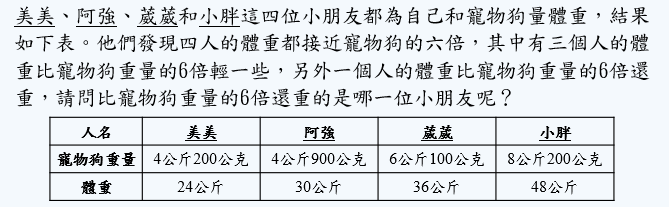 美美、阿強、葳葳和小胖這四位小朋友都為自己和寵物狗量體重，結果
如下表。他們發現四人的體重都接近寵物狗的六倍，其中有三個人的體
重比寵物狗重量的6倍輕一些，另外一個人的體重比寵物狗重量的6倍還
重，請問比寵物狗重量的6倍還重的是哪一位小朋友呢？
人名 美美 阿強 葳葳 小胖
寵物狗重量 4公斤200公克 4公斤900公克 6公斤100公克 8公斤200公克
體重 24公斤 30公斤 36公斤 48公斤